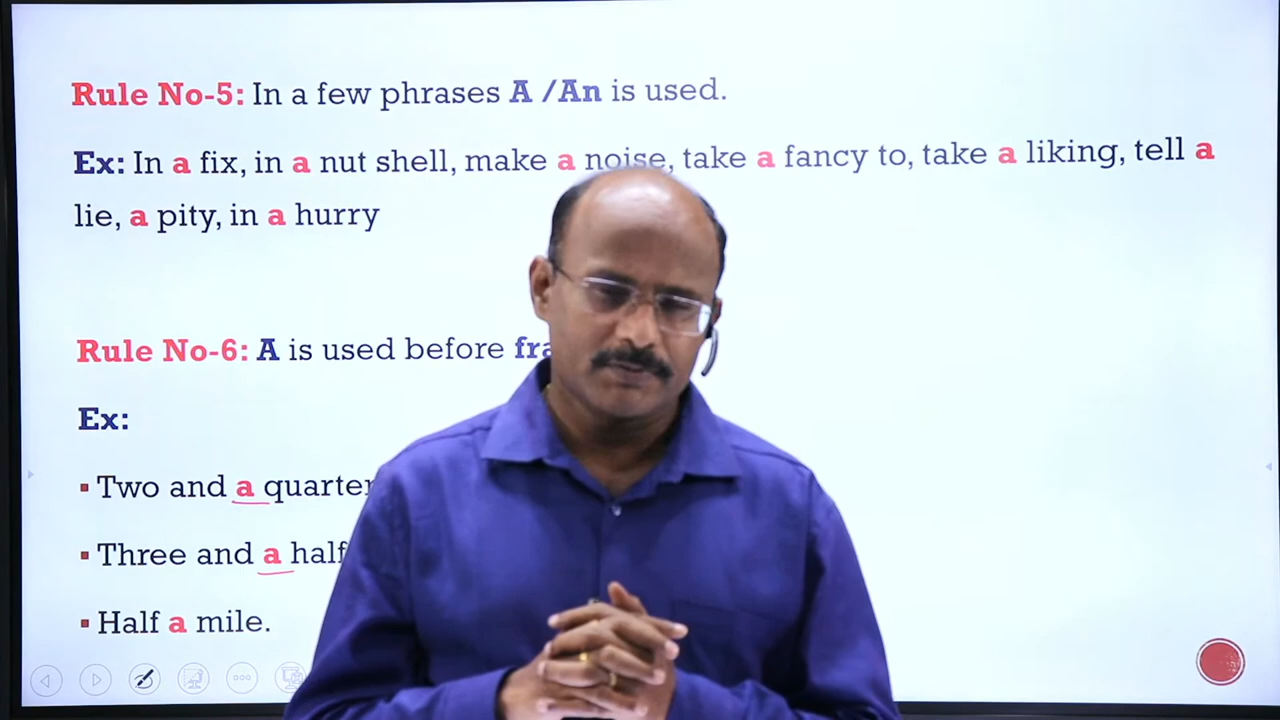 Rule No-5: In a few phrases A /An is used.
Ex: In a fix, in a nut shell, make a noise, take a fancy to, take a liking, tell a
lie, a pity, in a hurry
Rule No-6: A is used before
Ex:
▪ Two and a quarter
▪ Three and a half
▪ Half a mile.